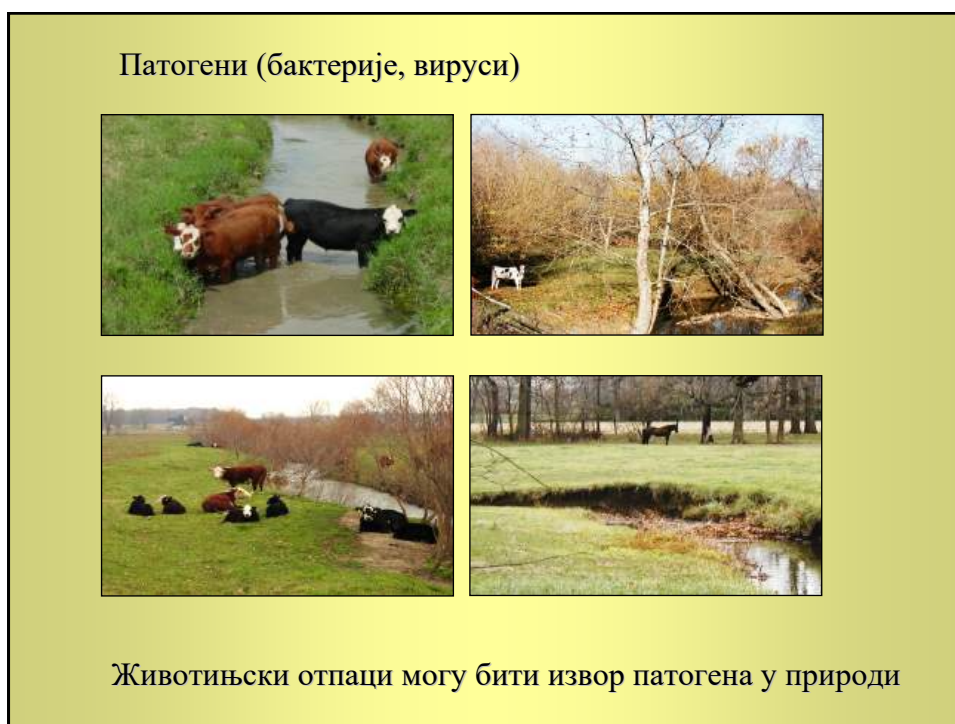 Патогени (бактерије, вируси)
Животињски отпаци могу бити извор патогена у природи